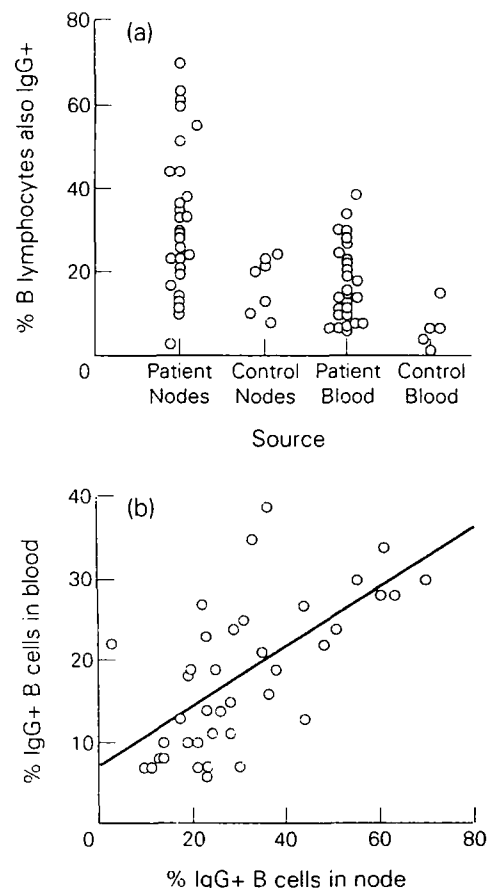 (a)
% B lymphocytes also IgG+
80
60
40
20
0
Patient Nodes
Control Nodes
Patient Blood
Control Blood
Source
(b)
% IgG+ B cells in blood
40
30
20
10
0
20
40
60
80
% IgG+ B cells in node